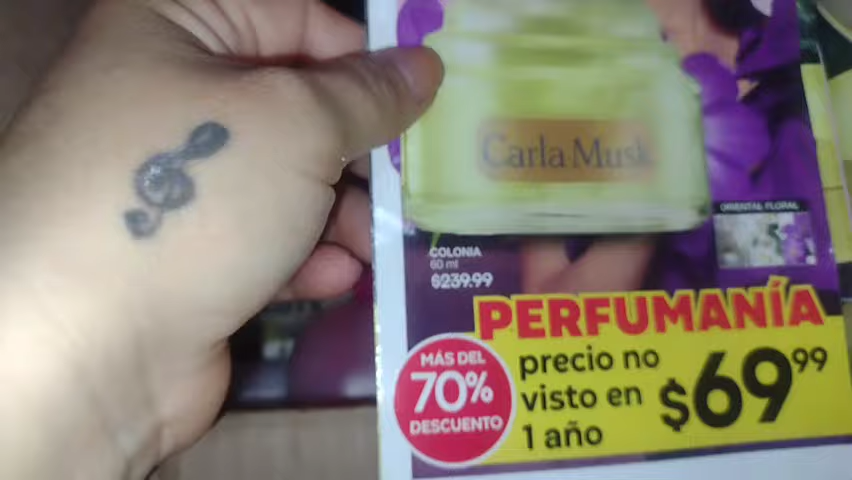 Carla Musk
ORIENTAL FLORAL
COLONIA
60 ml
$239.99
PERFUMANÍA
MÁS DEL
70%
DESCUENTO
precio no
visto en
1 año
$69.99